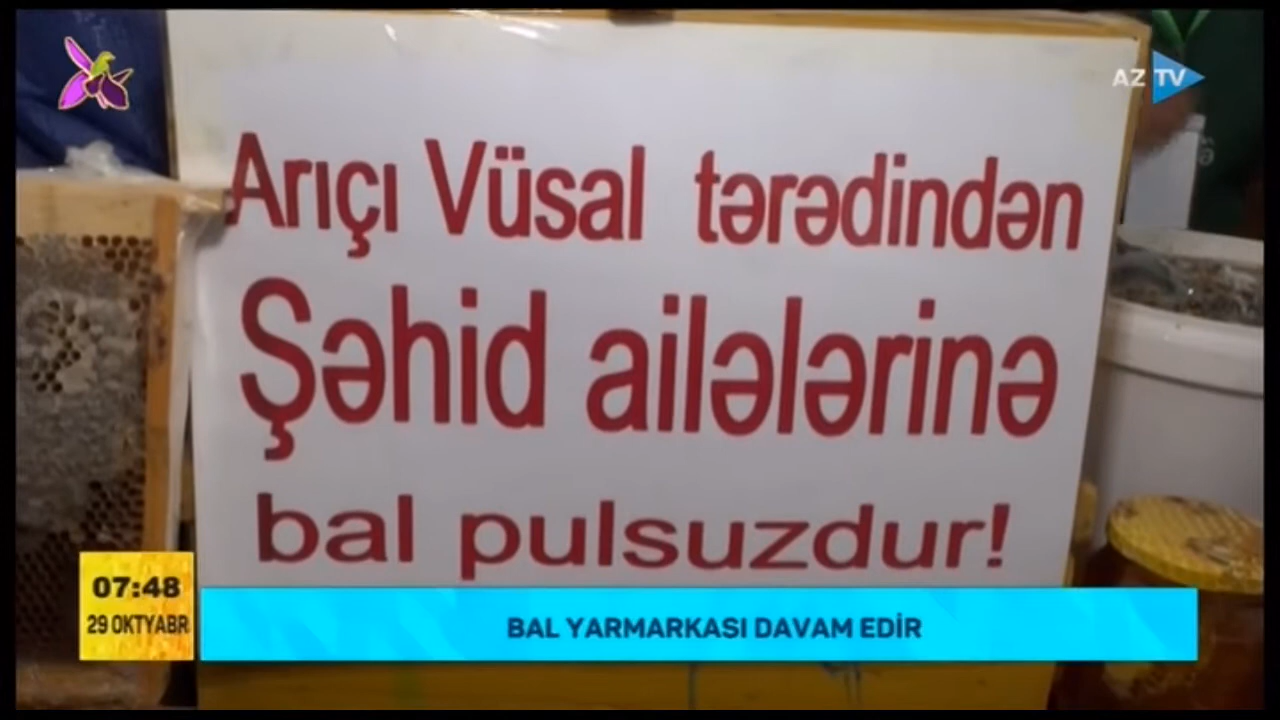 AZ TV
Arıçı Vüsal tərədindən
Şəhid ailələrinə
bal pulsuzdur!
07:48
29 OKTYABR
BAL YARMARKASI DAVAM EDİR